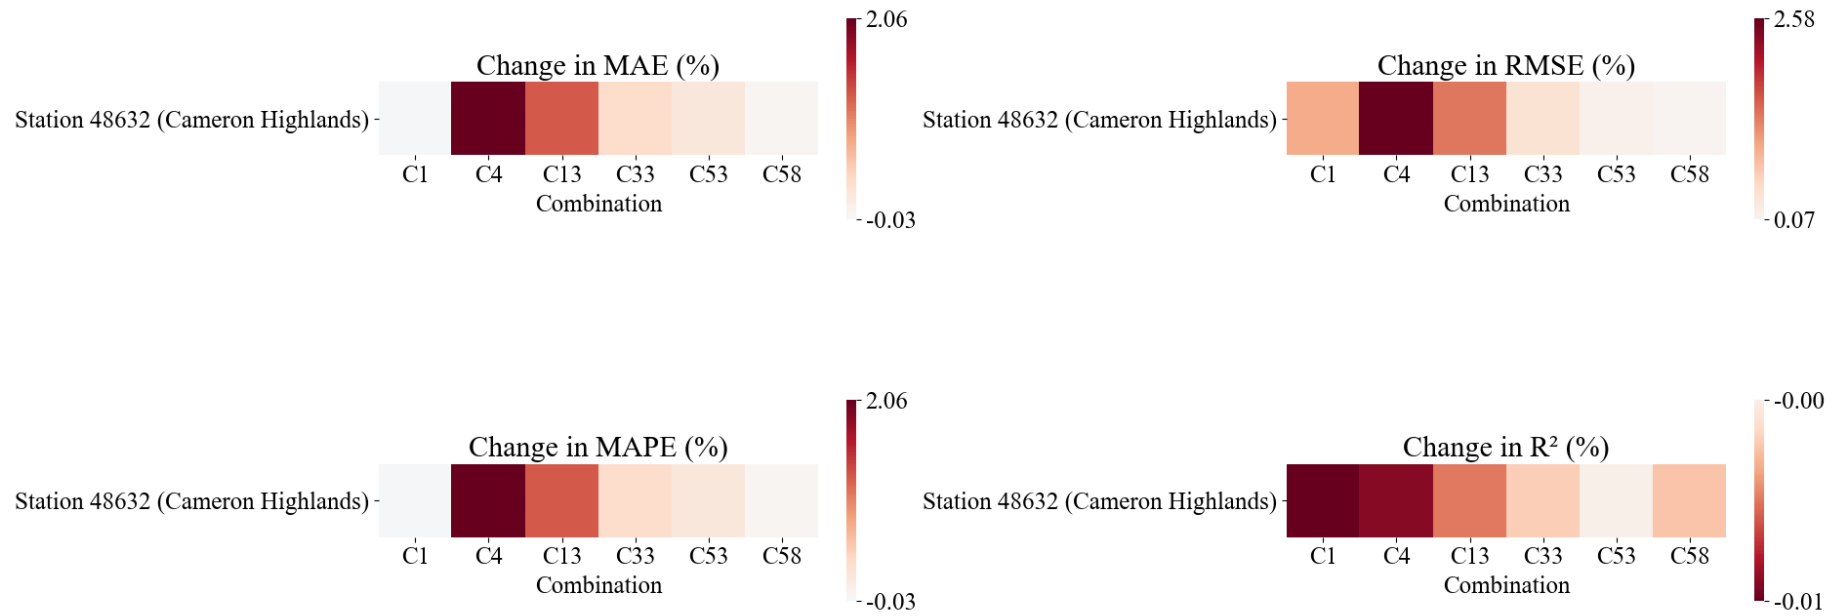 Change in MAE (%)
Station 48632 (Cameron Highlands)
C1 C4 C13 C33 C53 C58
Combination
2.06
-0.03
Change in RMSE (%)
Station 48632 (Cameron Highlands)
C1 C4 C13 C33 C53 C58
Combination
2.58
0.07
Change in MAPE (%)
Station 48632 (Cameron Highlands)
C1 C4 C13 C33 C53 C58
Combination
2.06
-0.03
Change in R² (%)
Station 48632 (Cameron Highlands)
C1 C4 C13 C33 C53 C58
Combination
-0.00
-0.01